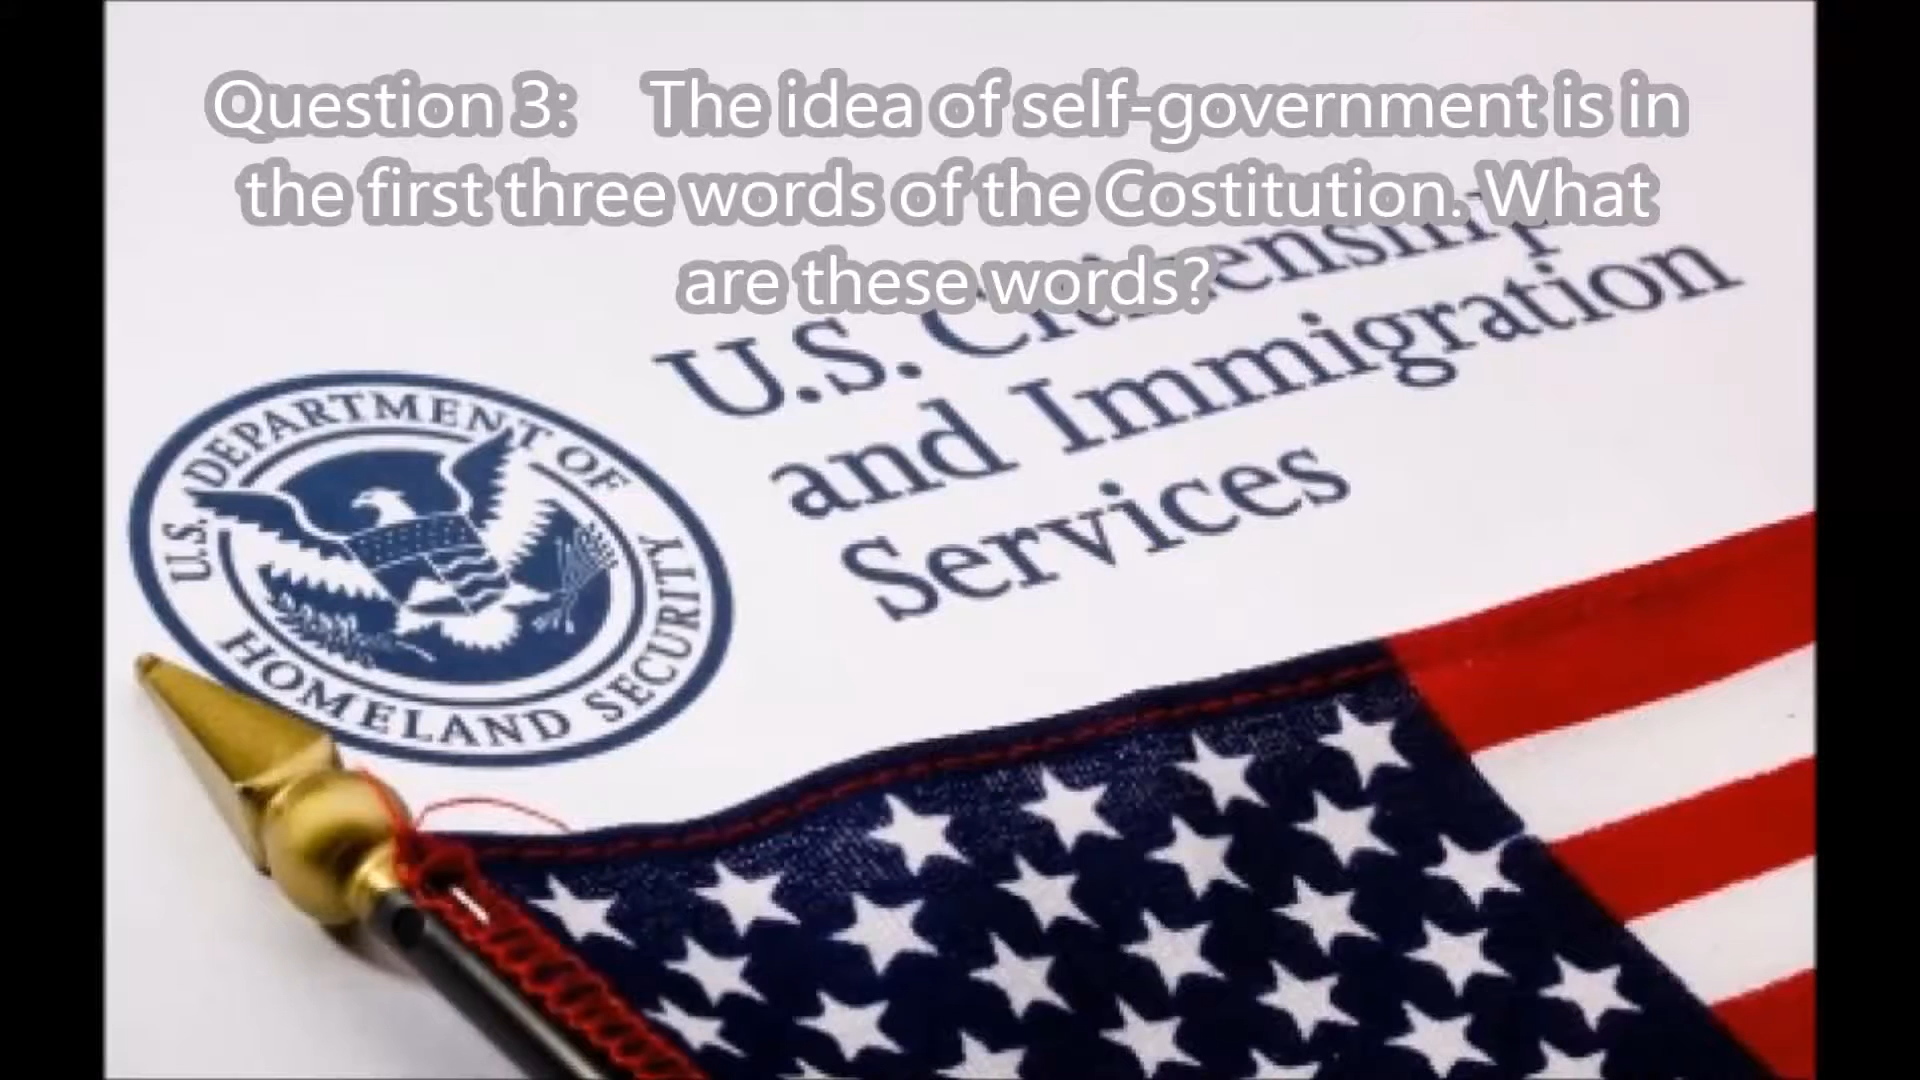 Question 3: The idea of self-government is in
the first three words of the Costitution. What
are these words?
U.S. Citizenship
and Immigration
Services
U.S. DEPARTMENT OF
HOMELAND SECURITY